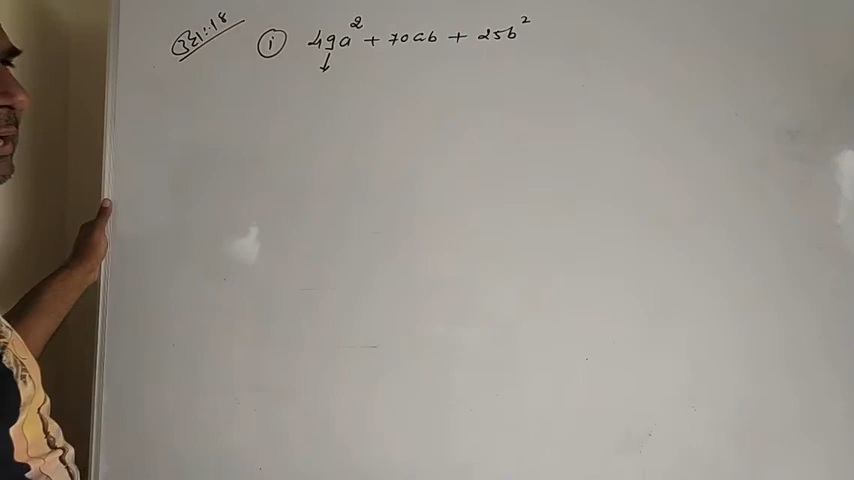 (i) 49a² + 70ab + 25b²